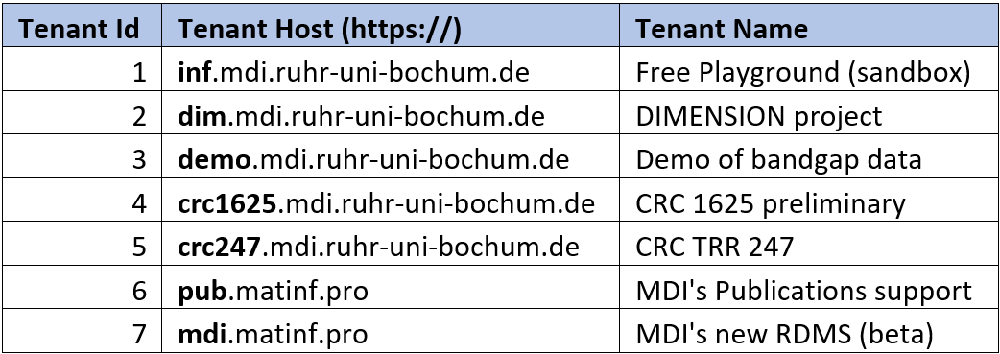 Tenant Id Tenant Host (https://) Tenant Name
1 inf.mdi.ruhr-uni-bochum.de Free Playground (sandbox)
2 dim.mdi.ruhr-uni-bochum.de DIMENSION project
3 demo.mdi.ruhr-uni-bochum.de Demo of bandgap data
4 crc1625.mdi.ruhr-uni-bochum.de CRC 1625 preliminary
5 crc247.mdi.ruhr-uni-bochum.de CRC TRR 247
6 pub.matinf.pro MDI's Publications support
7 mdi.matinf.pro MDI's new RDMS (beta)